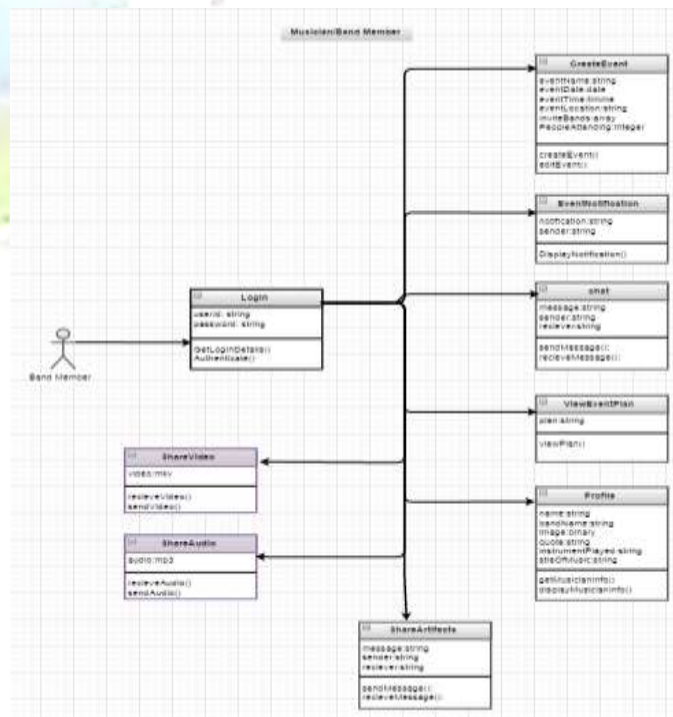 Musician/Band Member
CreateEvent
eventName:string
eventDate:date
eventTime:timme
eventLocation:string
inviteBands:array
PeopleAttending:Integer
createEvent()
editEvent()
EventNotification
notification:string
sender:string
DisplayNotification()
Login
userid: string
password: string
GetLoginDetails()
Authenticate()
Band Member
chat
message:string
sender:string
reciever:string
sendMessage();
recieveMessage();
ViewEventPlan
plan:string
viewPlan()
ShareVideo
video:mkv
recieveVideo()
sendVideo()
Profile
name:string
bandName:string
image:binary
quote:string
instrumentPlayed:string
getMusicianInfo()
displayMusicianInfo()
ShareAudio
audio:mp3
recieveAudio()
sendAudio()
ShareArtifacts
message:string
sender:string
reciever:string
sendMessage();
recieveMessage();